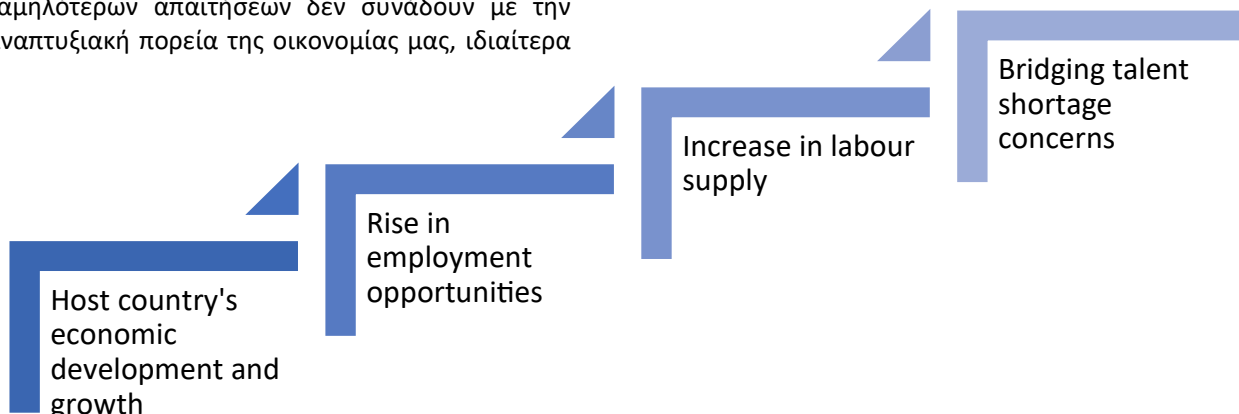 χαμηλότερων απαιτήσεων δεν συνάδουν με την
αναπτυξιακή πορεία της οικονομίας μας, ιδιαίτερα
Bridging talent
shortage
concerns
Increase in labour
supply
Rise in
employment
opportunities
Host country's
economic
development and
growth